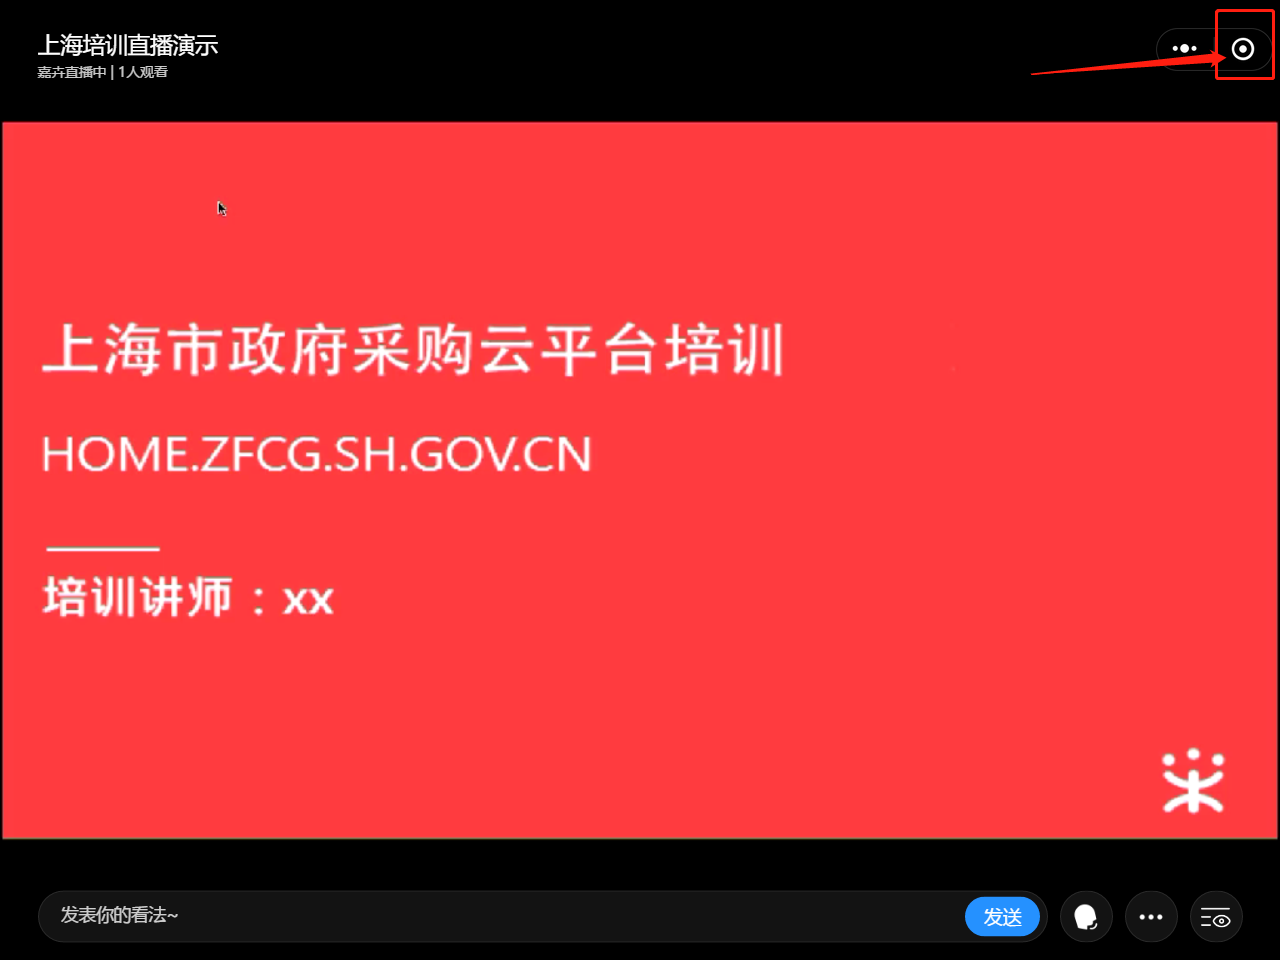 上海培训直播演示
嘉卉直播中 | 1人观看
上海市政府采购云平台培训
HOME.ZFCG.SH.GOV.CN
培训讲师：xx
发表你的看法~
发送